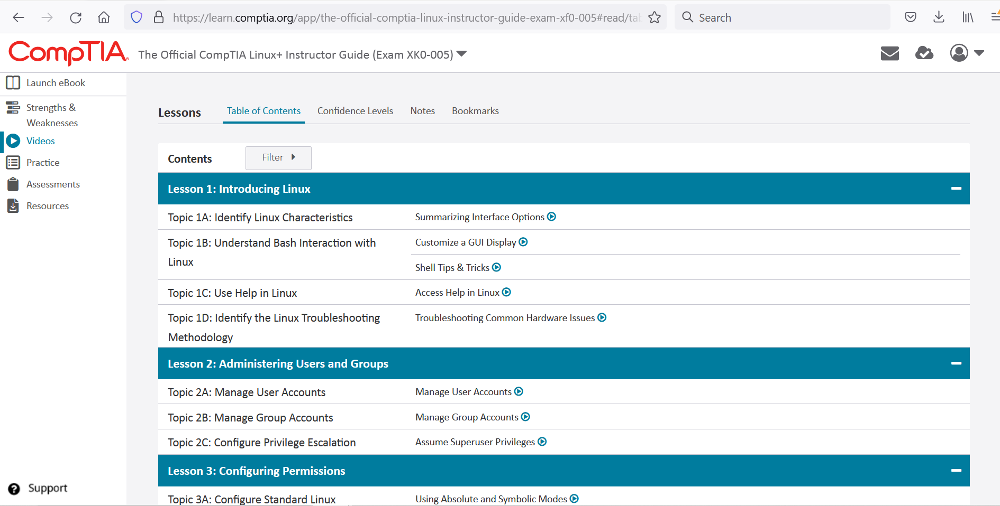 https://learn.comptia.org/app/the-official-comptia-linux-instructor-guide-exam-xf0-005#read/tab
Search
CompTIA.
The Official CompTIA Linux+ Instructor Guide (Exam XK0-005)
Launch eBook
Strengths &
Weaknesses
Videos
Practice
Assessments
Resources
Support
Lessons
Table of Contents
Confidence Levels
Notes
Bookmarks
Contents
Filter
Lesson 1: Introducing Linux
Topic 1A: Identify Linux Characteristics
Summarizing Interface Options
Topic 1B: Understand Bash Interaction with
Linux
Customize a GUI Display
Shell Tips & Tricks
Topic 1C: Use Help in Linux
Access Help in Linux
Topic 1D: Identify the Linux Troubleshooting
Methodology
Troubleshooting Common Hardware Issues
Lesson 2: Administering Users and Groups
Topic 2A: Manage User Accounts
Manage User Accounts
Topic 2B: Manage Group Accounts
Manage Group Accounts
Topic 2C: Configure Privilege Escalation
Assume Superuser Privileges
Lesson 3: Configuring Permissions
Topic 3A: Configure Standard Linux
Using Absolute and Symbolic Modes